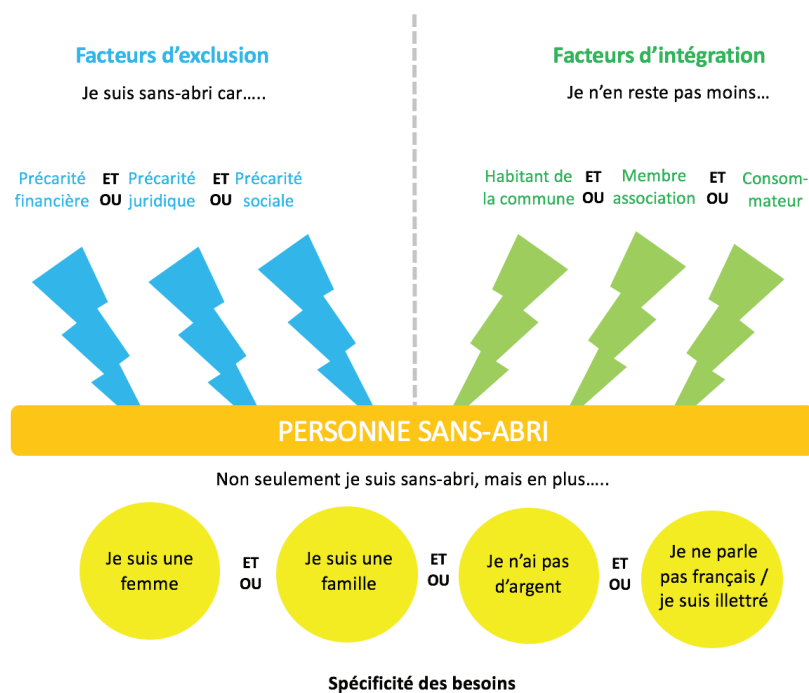 Facteurs d'exclusion
Je suis sans-abri car…..
Précarité financière
ET OU
Précarité juridique
ET OU
Précarité sociale
Facteurs d'intégration
Je n'en reste pas moins…
Habitant de la commune
ET OU
Membre association
ET OU
Consom-
mateur
PERSONNE SANS-ABRI
Non seulement je suis sans-abri, mais en plus…..
Je suis une
femme
ET
OU
Je suis une
famille
ET
OU
Je n'ai pas
d'argent
ET
OU
Je ne parle
pas français /
je suis illettré
Spécificité des besoins